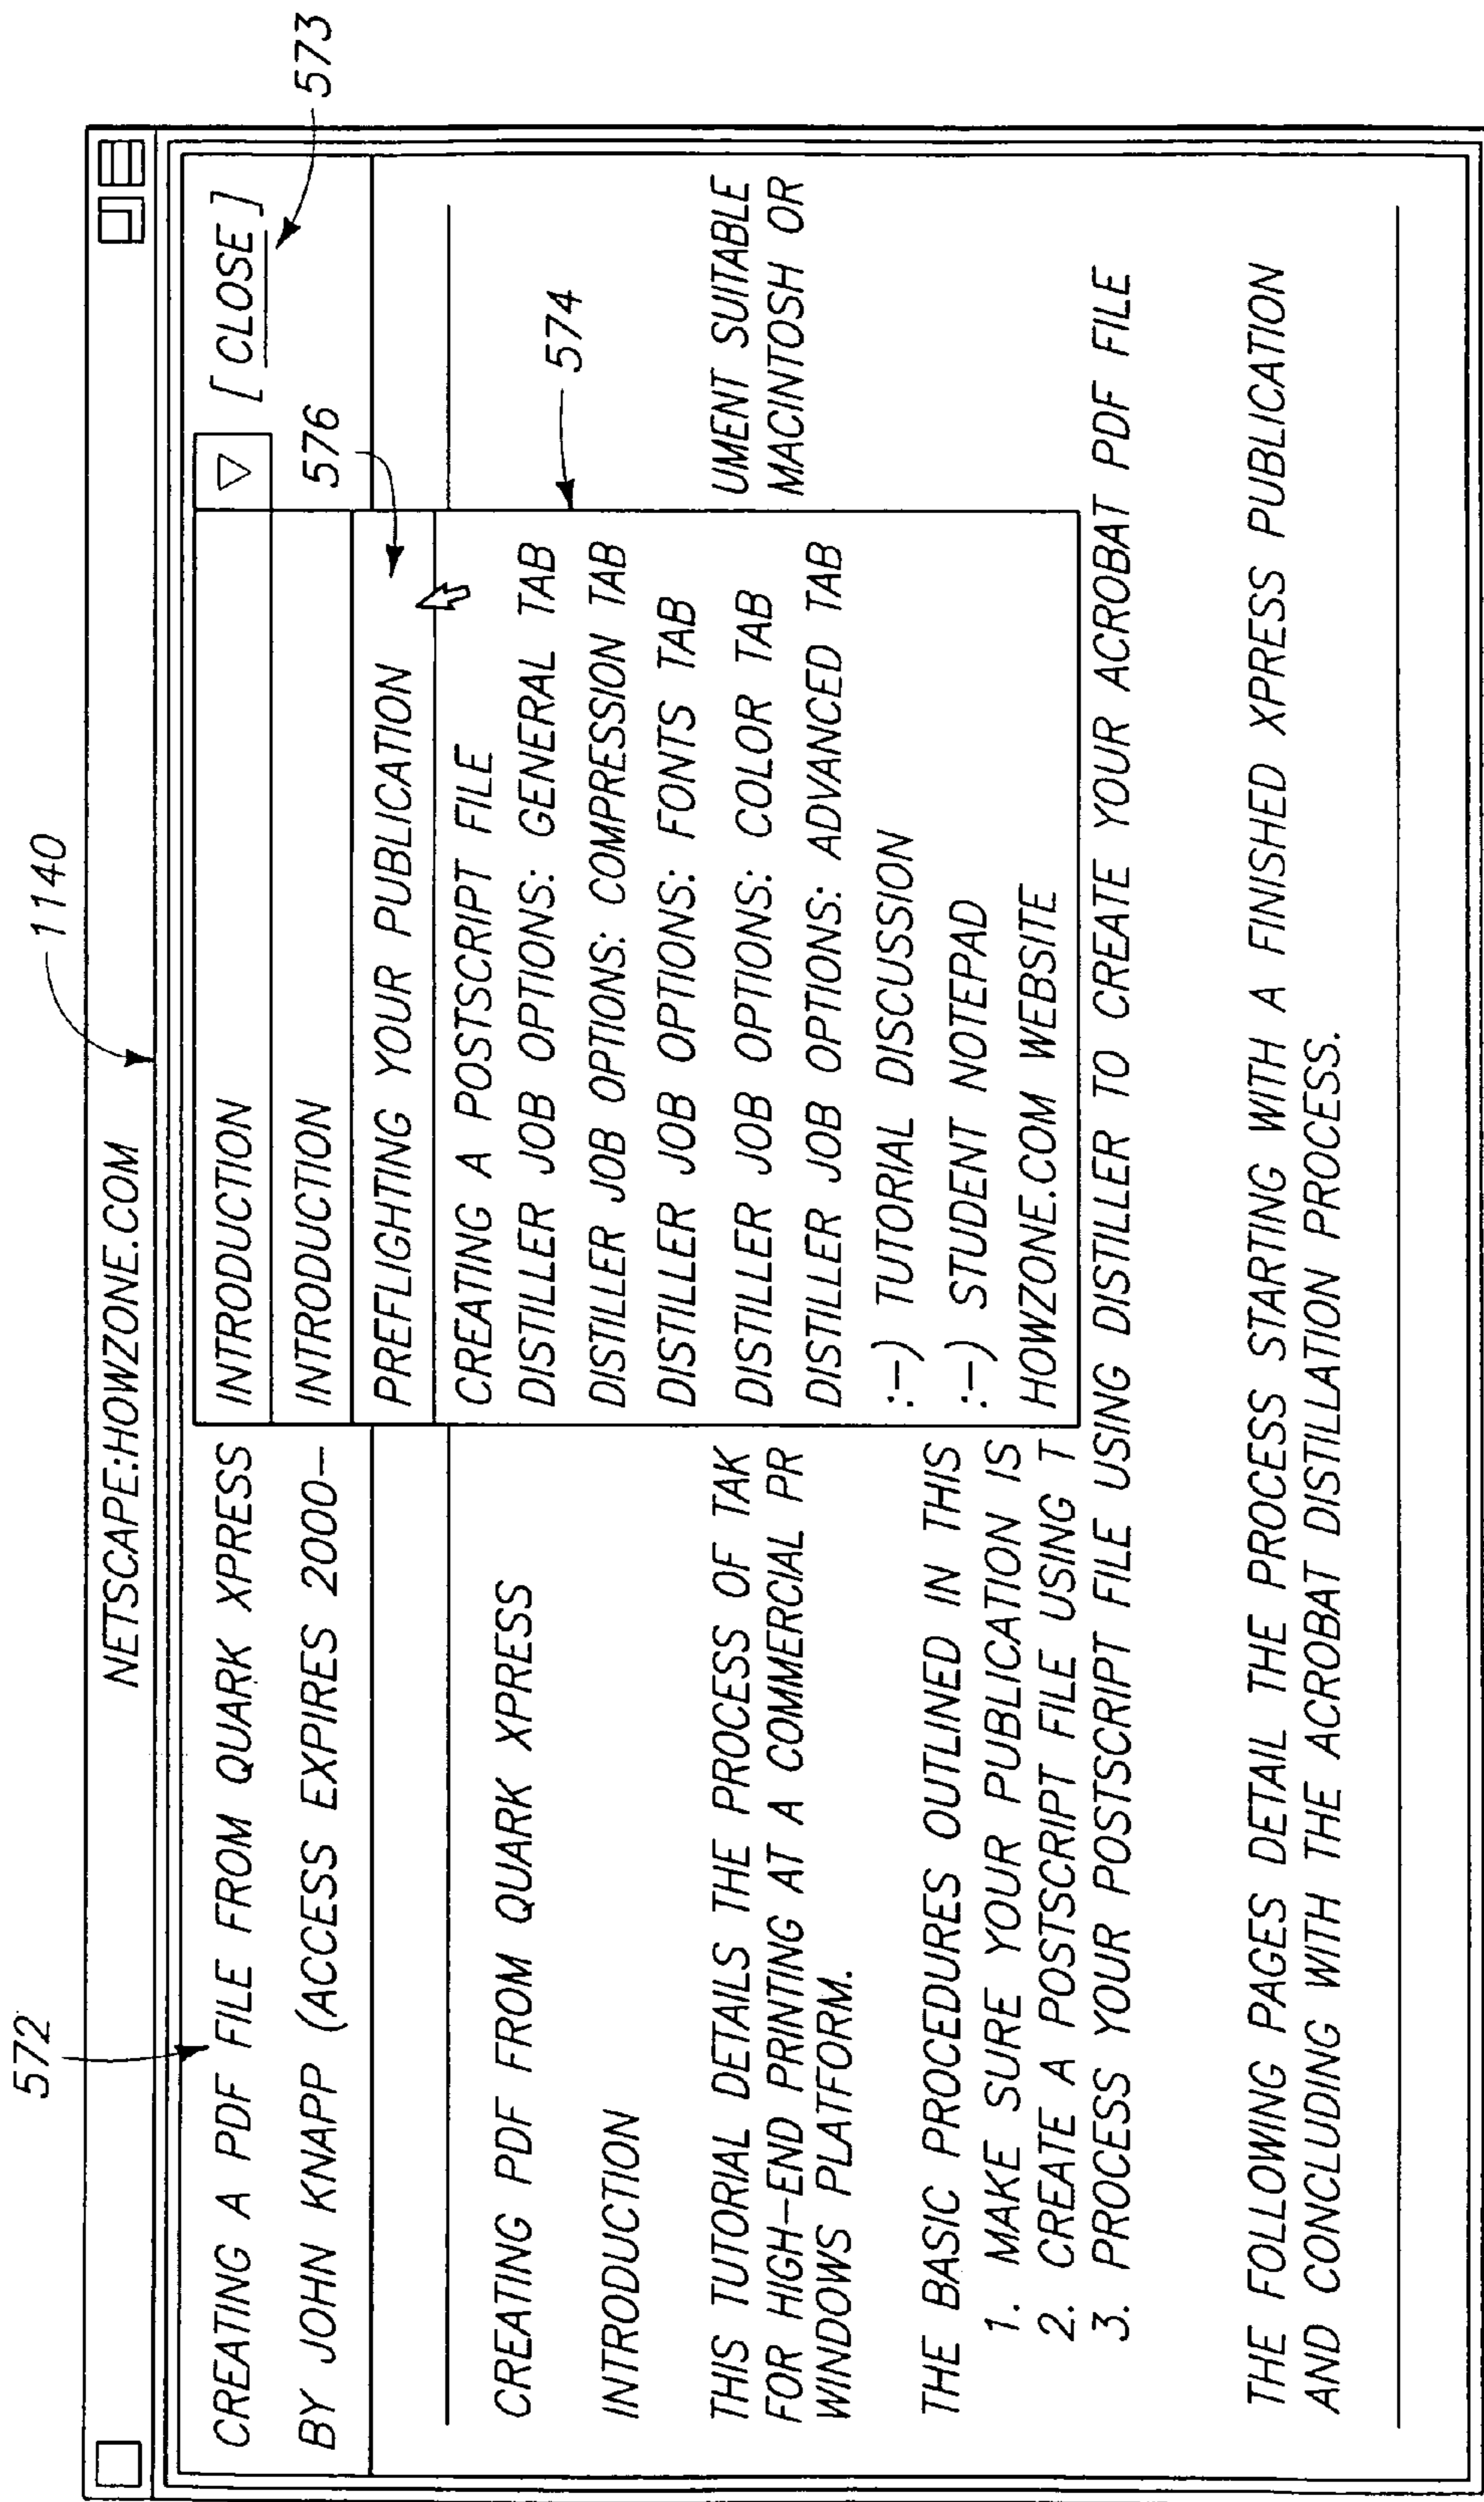 572
1140
573
NETSCAPE:HOWZONE.COM
CREATING A PDF FILE FROM QUARK XPRESS
INTRODUCTION
[ CLOSE ]
BY JOHN KNAPP (ACCESS EXPIRES 2000–
INTRODUCTION
576
PREFLIGHTING YOUR PUBLICATION
CREATING A POSTSCRIPT FILE
DISTILLER JOB OPTIONS: GENERAL TAB
DISTILLER JOB OPTIONS: COMPRESSION TAB
DISTILLER JOB OPTIONS: FONTS TAB
DISTILLER JOB OPTIONS: COLOR TAB
DISTILLER JOB OPTIONS: ADVANCED TAB
:–) TUTORIAL DISCUSSION
:–) STUDENT NOTEPAD
HOWZONE.COM WEBSITE
574
CREATING PDF FROM QUARK XPRESS
INTRODUCTION
THIS TUTORIAL DETAILS THE PROCESS OF TAK UMENT SUITABLE
FOR HIGH–END PRINTING AT A COMMERCIAL PR MACINTOSH OR
WINDOWS PLATFORM.
THE BASIC PROCEDURES OUTLINED IN THIS
1. MAKE SURE YOUR PUBLICATION IS
2. CREATE A POSTSCRIPT FILE USING T
3. PROCESS YOUR POSTSCRIPT FILE USING DISTILLER TO CREATE YOUR ACROBAT PDF FILE
THE FOLLOWING PAGES DETAIL THE PROCESS STARTING WITH A FINISHED XPRESS PUBLICATION
AND CONCLUDING WITH THE ACROBAT DISTILLATION PROCESS.